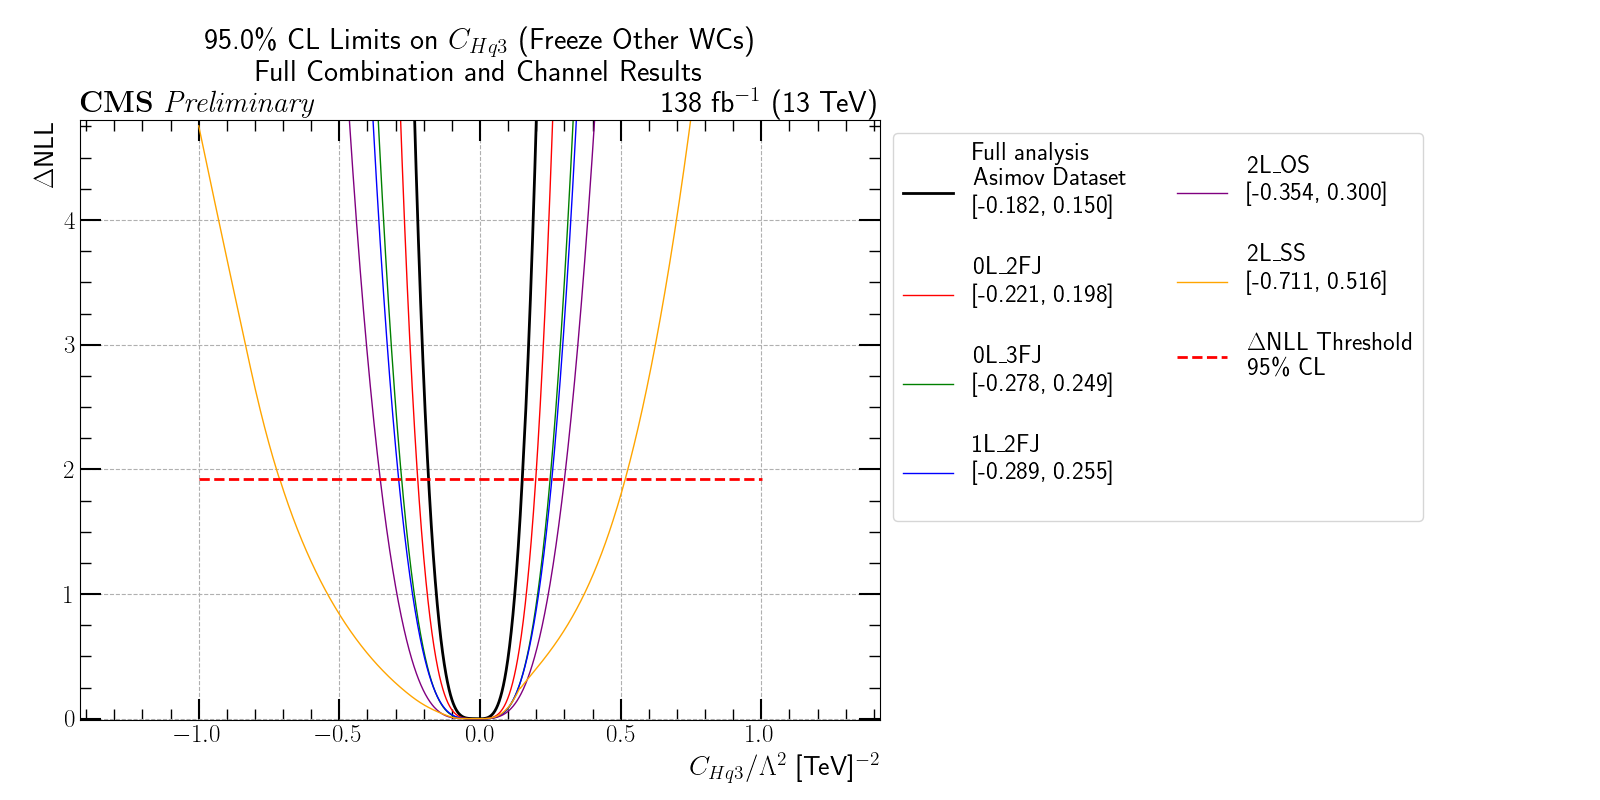 95.0% CL Limits on C_{Hq3} (Freeze Other WCs)
Full Combination and Channel Results
CMS Preliminary
138 fb⁻¹ (13 TeV)
ΔNLL
4
3
2
1
0
−1.0
−0.5
0.0
0.5
1.0
C_{Hq3}/Λ² [TeV]⁻²
Full analysis
Asimov Dataset
[-0.182, 0.150]
0L_2FJ
[-0.221, 0.198]
0L_3FJ
[-0.278, 0.249]
1L_2FJ
[-0.289, 0.255]
2L_OS
[-0.354, 0.300]
2L_SS
[-0.711, 0.516]
ΔNLL Threshold
95% CL